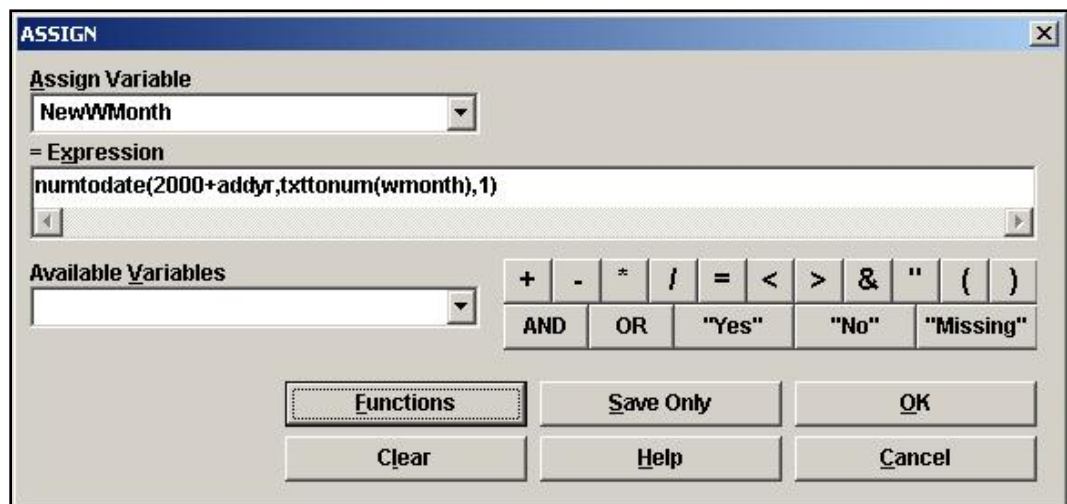 ASSIGN
Assign Variable
NewWMonth
= Expression
numtodate(2000+addyr,txttonum(wmonth),1)
Available Variables
+ - * / = < > & " ( )
AND OR "Yes" "No" "Missing"
Functions Save Only OK
Clear Help Cancel